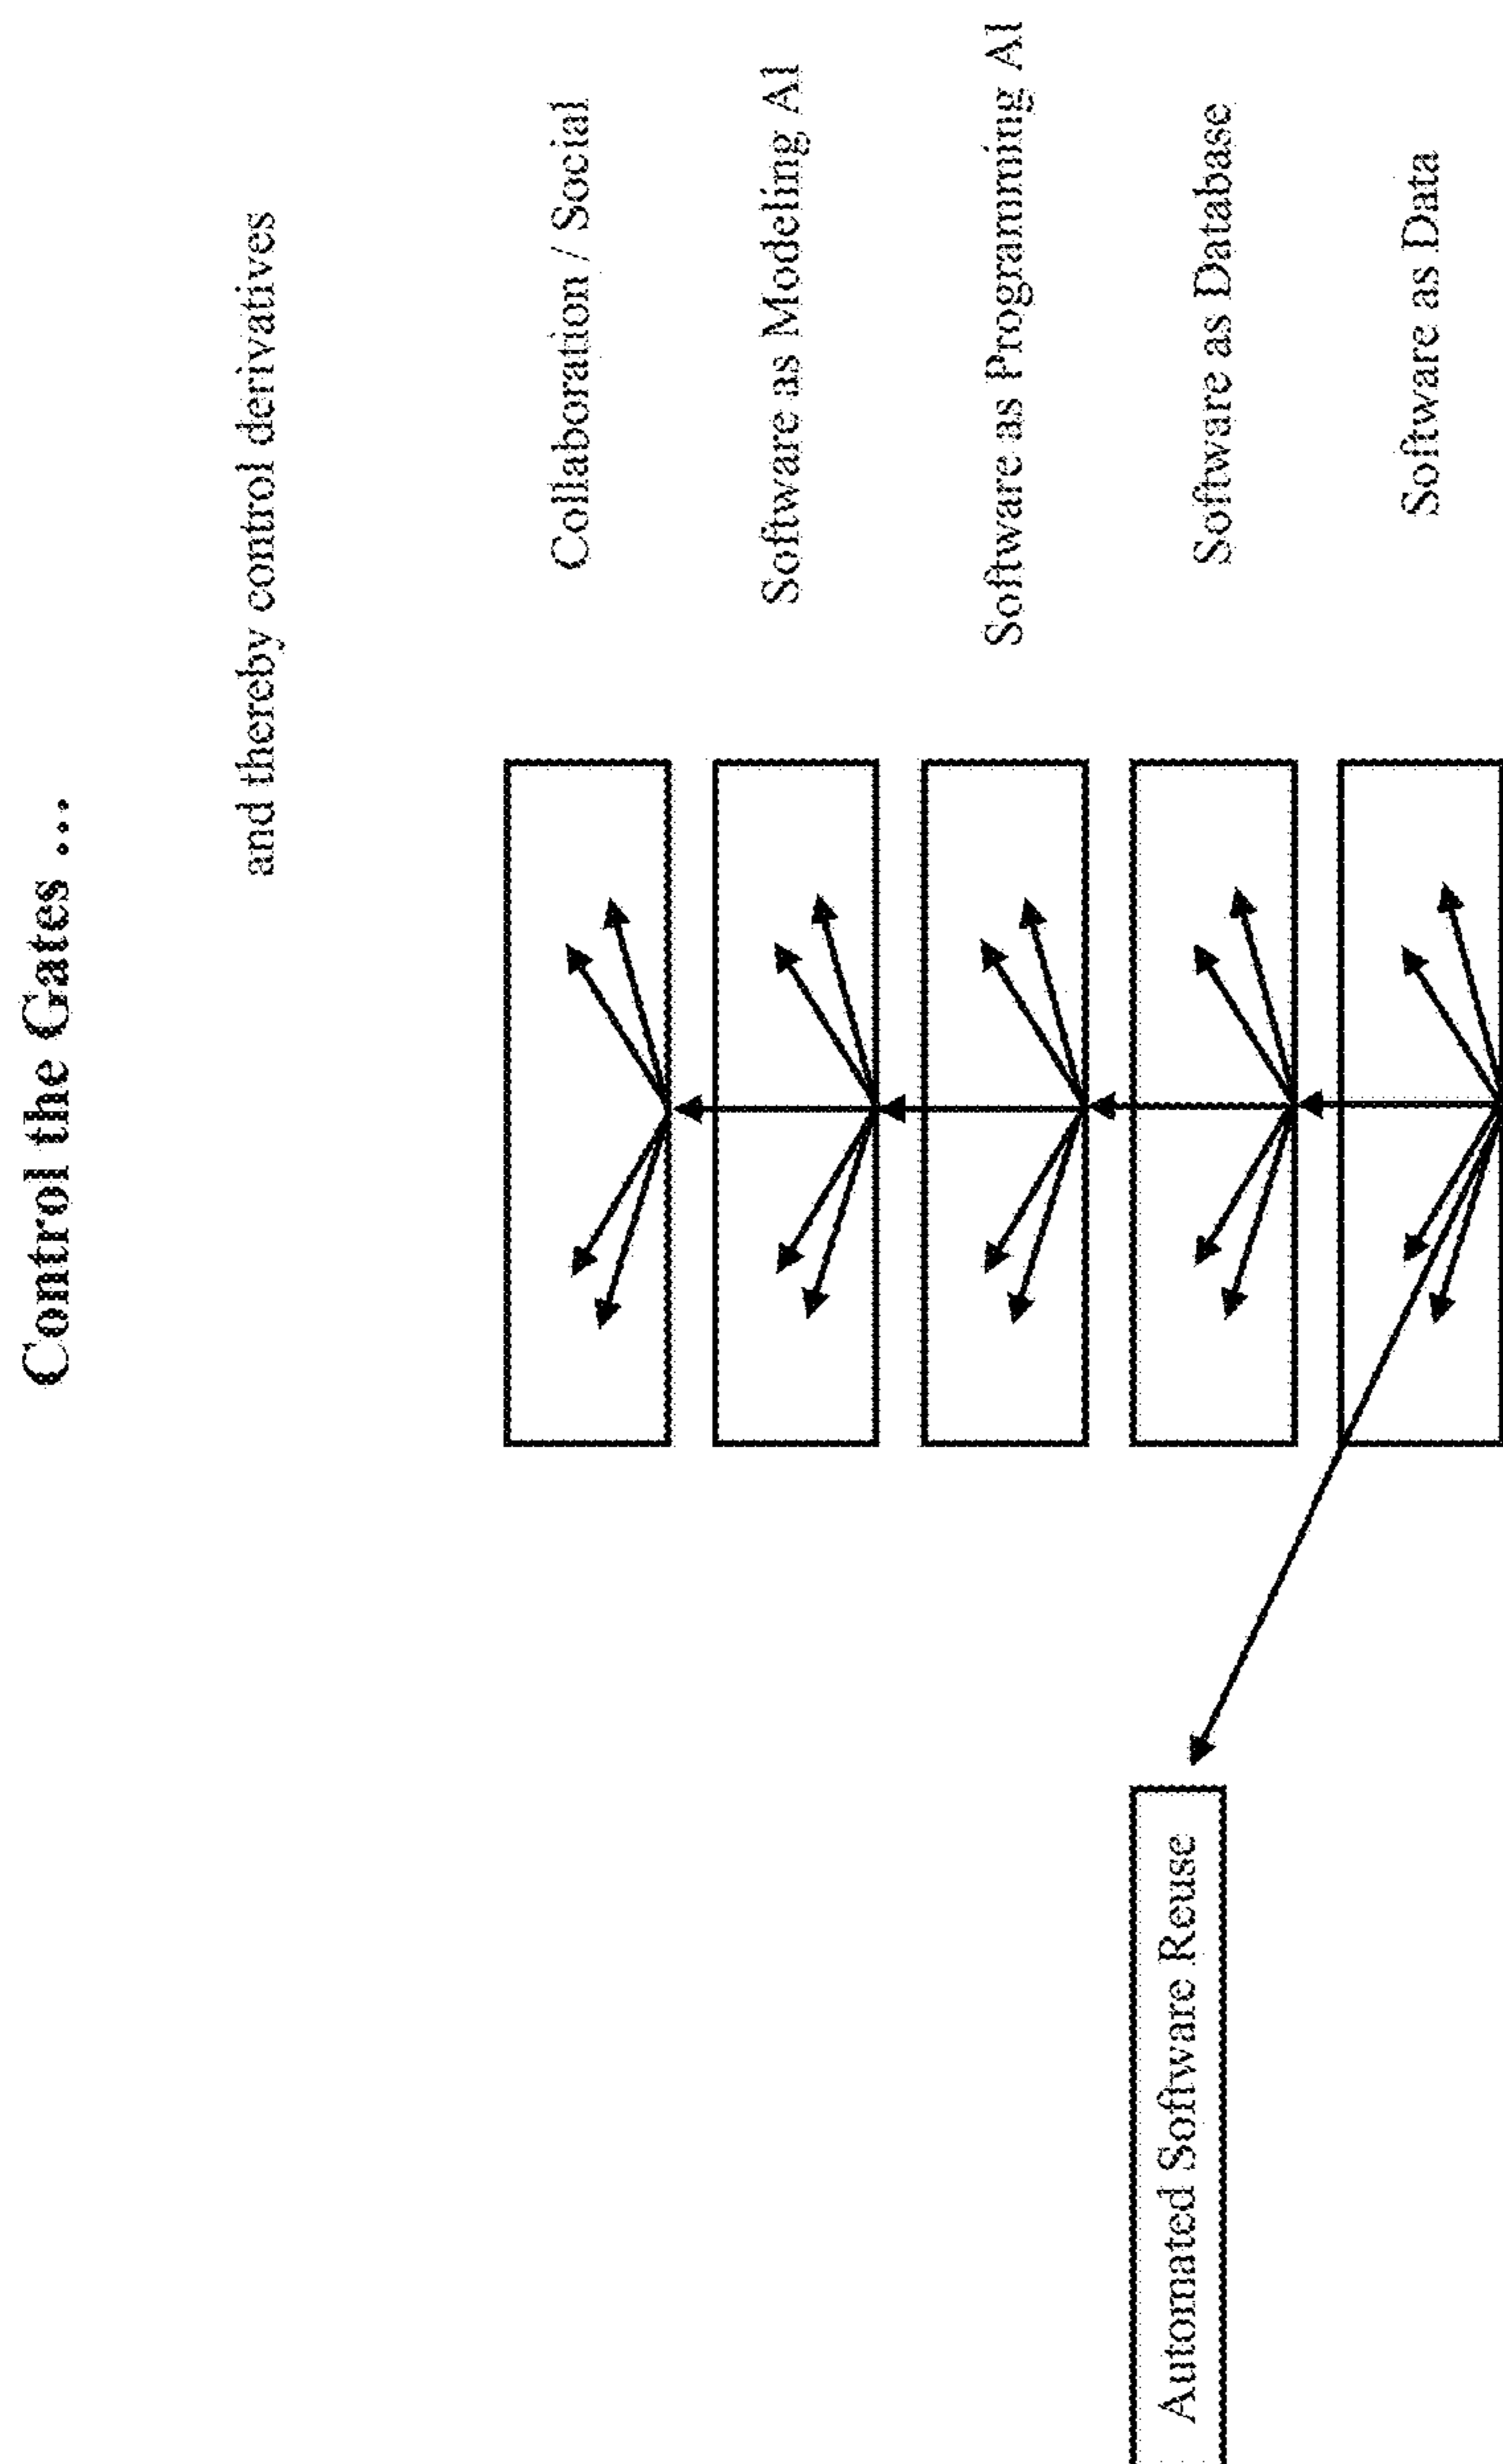 Control the Gates ...
and thereby control derivatives
Collaboration / Social
Software as Modeling AI
Software as Programming AI
Software as Database
Automated Software Reuse
Software as Data